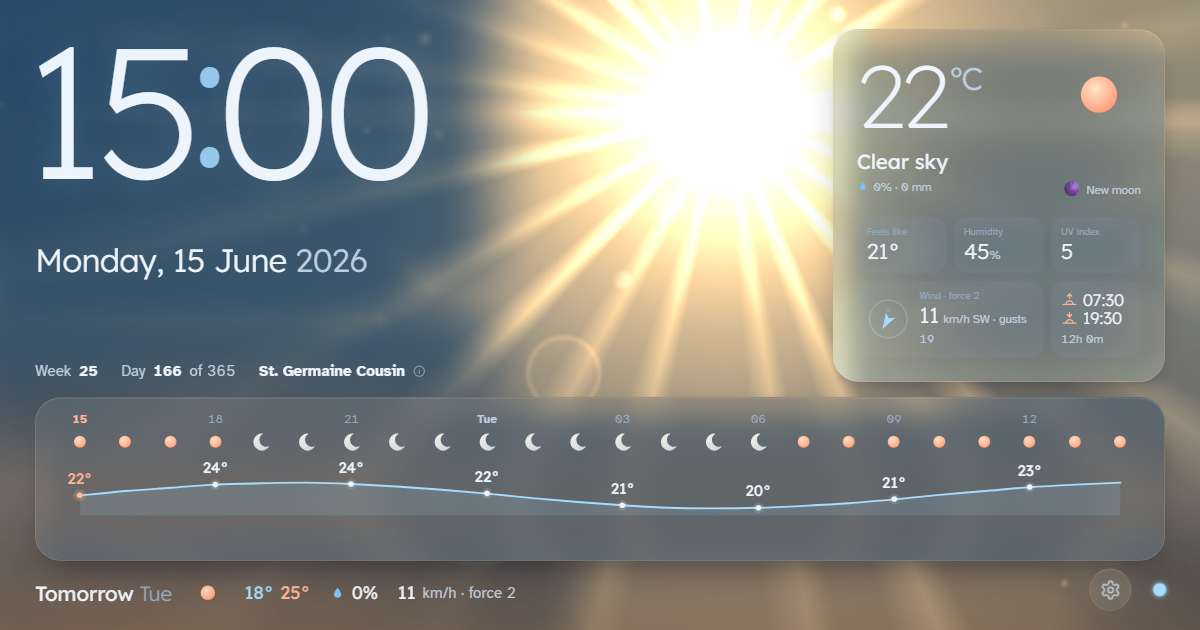 15:00
Monday, 15 June 2026
Week 25 Day 166 of 365 St. Germaine Cousin
22°C
Clear sky
0% · 0 mm
New moon
Feels like
21°
Humidity
45%
UV index
5
Wind · force 2
11 km/h SW · gusts
19
07:30
19:30
12h 0m
15 18 21 Tue 03 06 09 12
22° 24° 24° 22° 21° 20° 21° 23°
Tomorrow Tue 18° 25° 0% 11 km/h · force 2